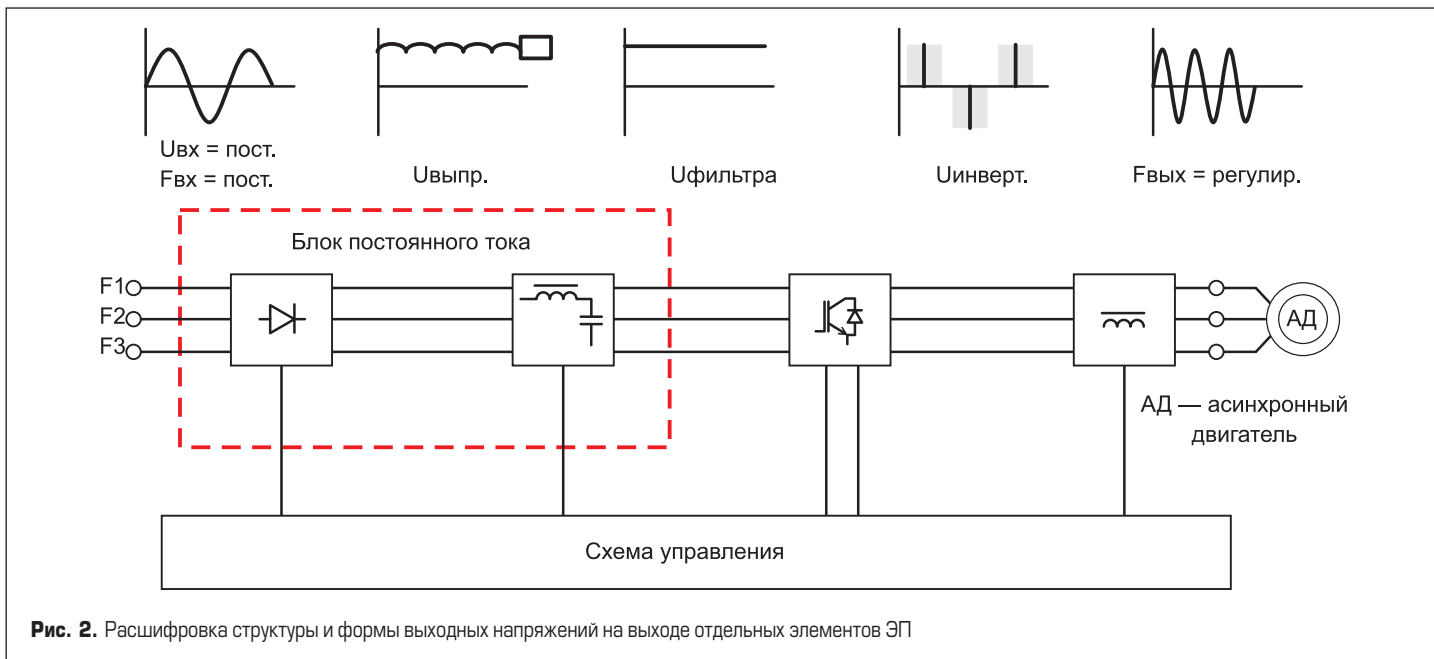 Uвх = пост.
Fвх = пост.
Uвыпр.
Uфильтра
Uинверт.
Fвых = регулир.
Блок постоянного тока
F1
F2
F3
АД
АД — асинхронный
двигатель
Схема управления
Рис. 2. Расшифровка структуры и формы выходных напряжений на выходе отдельных элементов ЭП